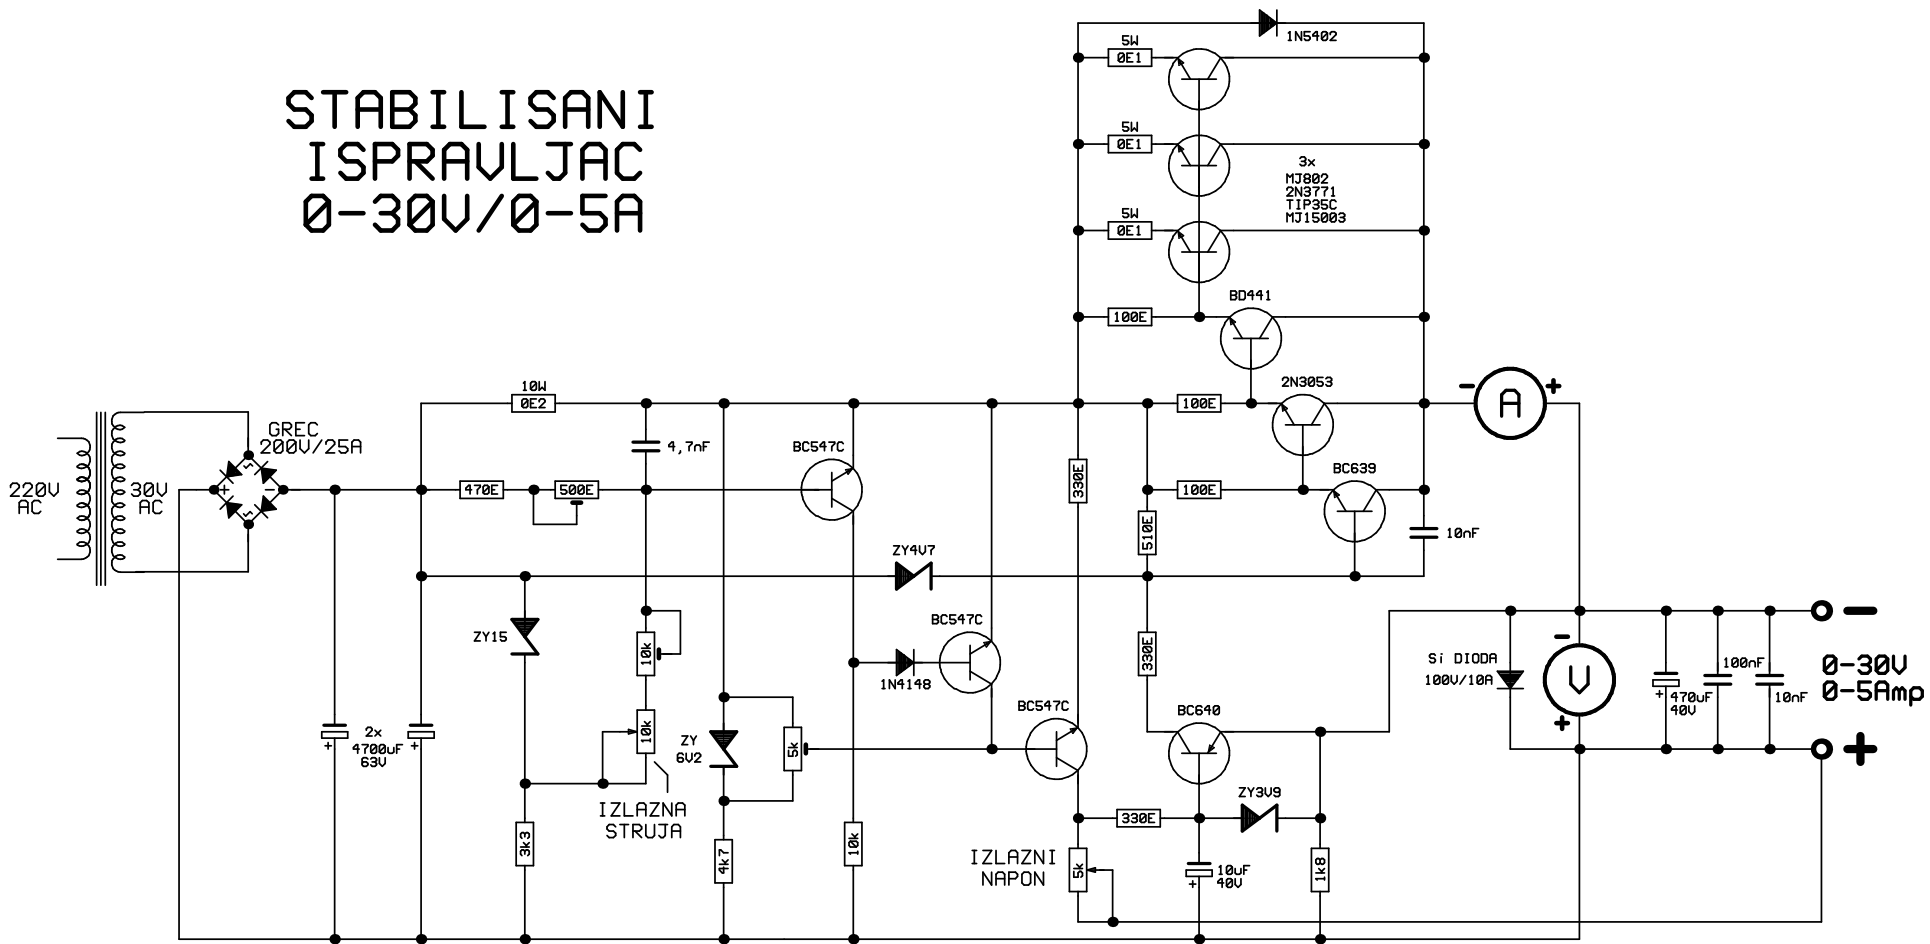 STABILISANI
ISPRAVLJAC
0-30V/0-5A
1N5402
5W
0E1
5W
0E1
3x
MJ802
2N3771
TIP35C
MJ15003
5W
0E1
BD441
100E
10W
0E2
2N3053
100E
A
- +
GREC
200V/25A
4,7nF
BC547C
BC639
220V
AC
30V
AC
+ -
470E
500E
330E
100E
510E
10nF
ZY4V7
ZY15
10k
BC547C
1N4148
330E
Si DIODA
100V/10A
-
V
+
-
100nF
470uF
40V
+
10nF
0-30V
0-5Amp
+
2x
4700uF
63V
+
+
10k
ZY
6V2
5k
BC547C
BC640
IZLAZNA
STRUJA
3k3
4k7
10k
330E
ZY3V9
IZLAZNI
NAPON
5k
10uF
40V
+
1k8